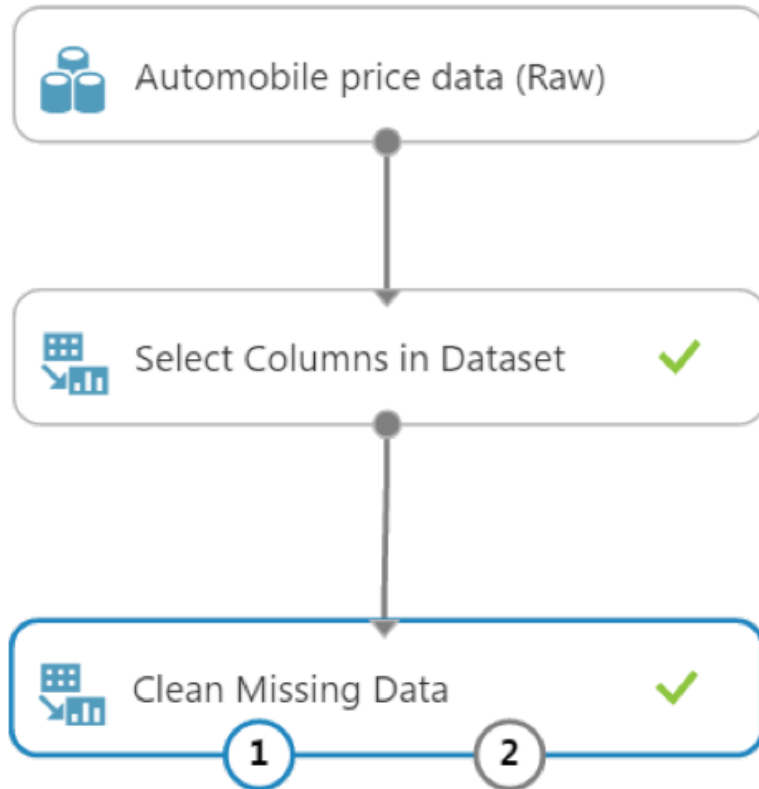 Automobile price data (Raw)
Select Columns in Dataset
Clean Missing Data
1 2